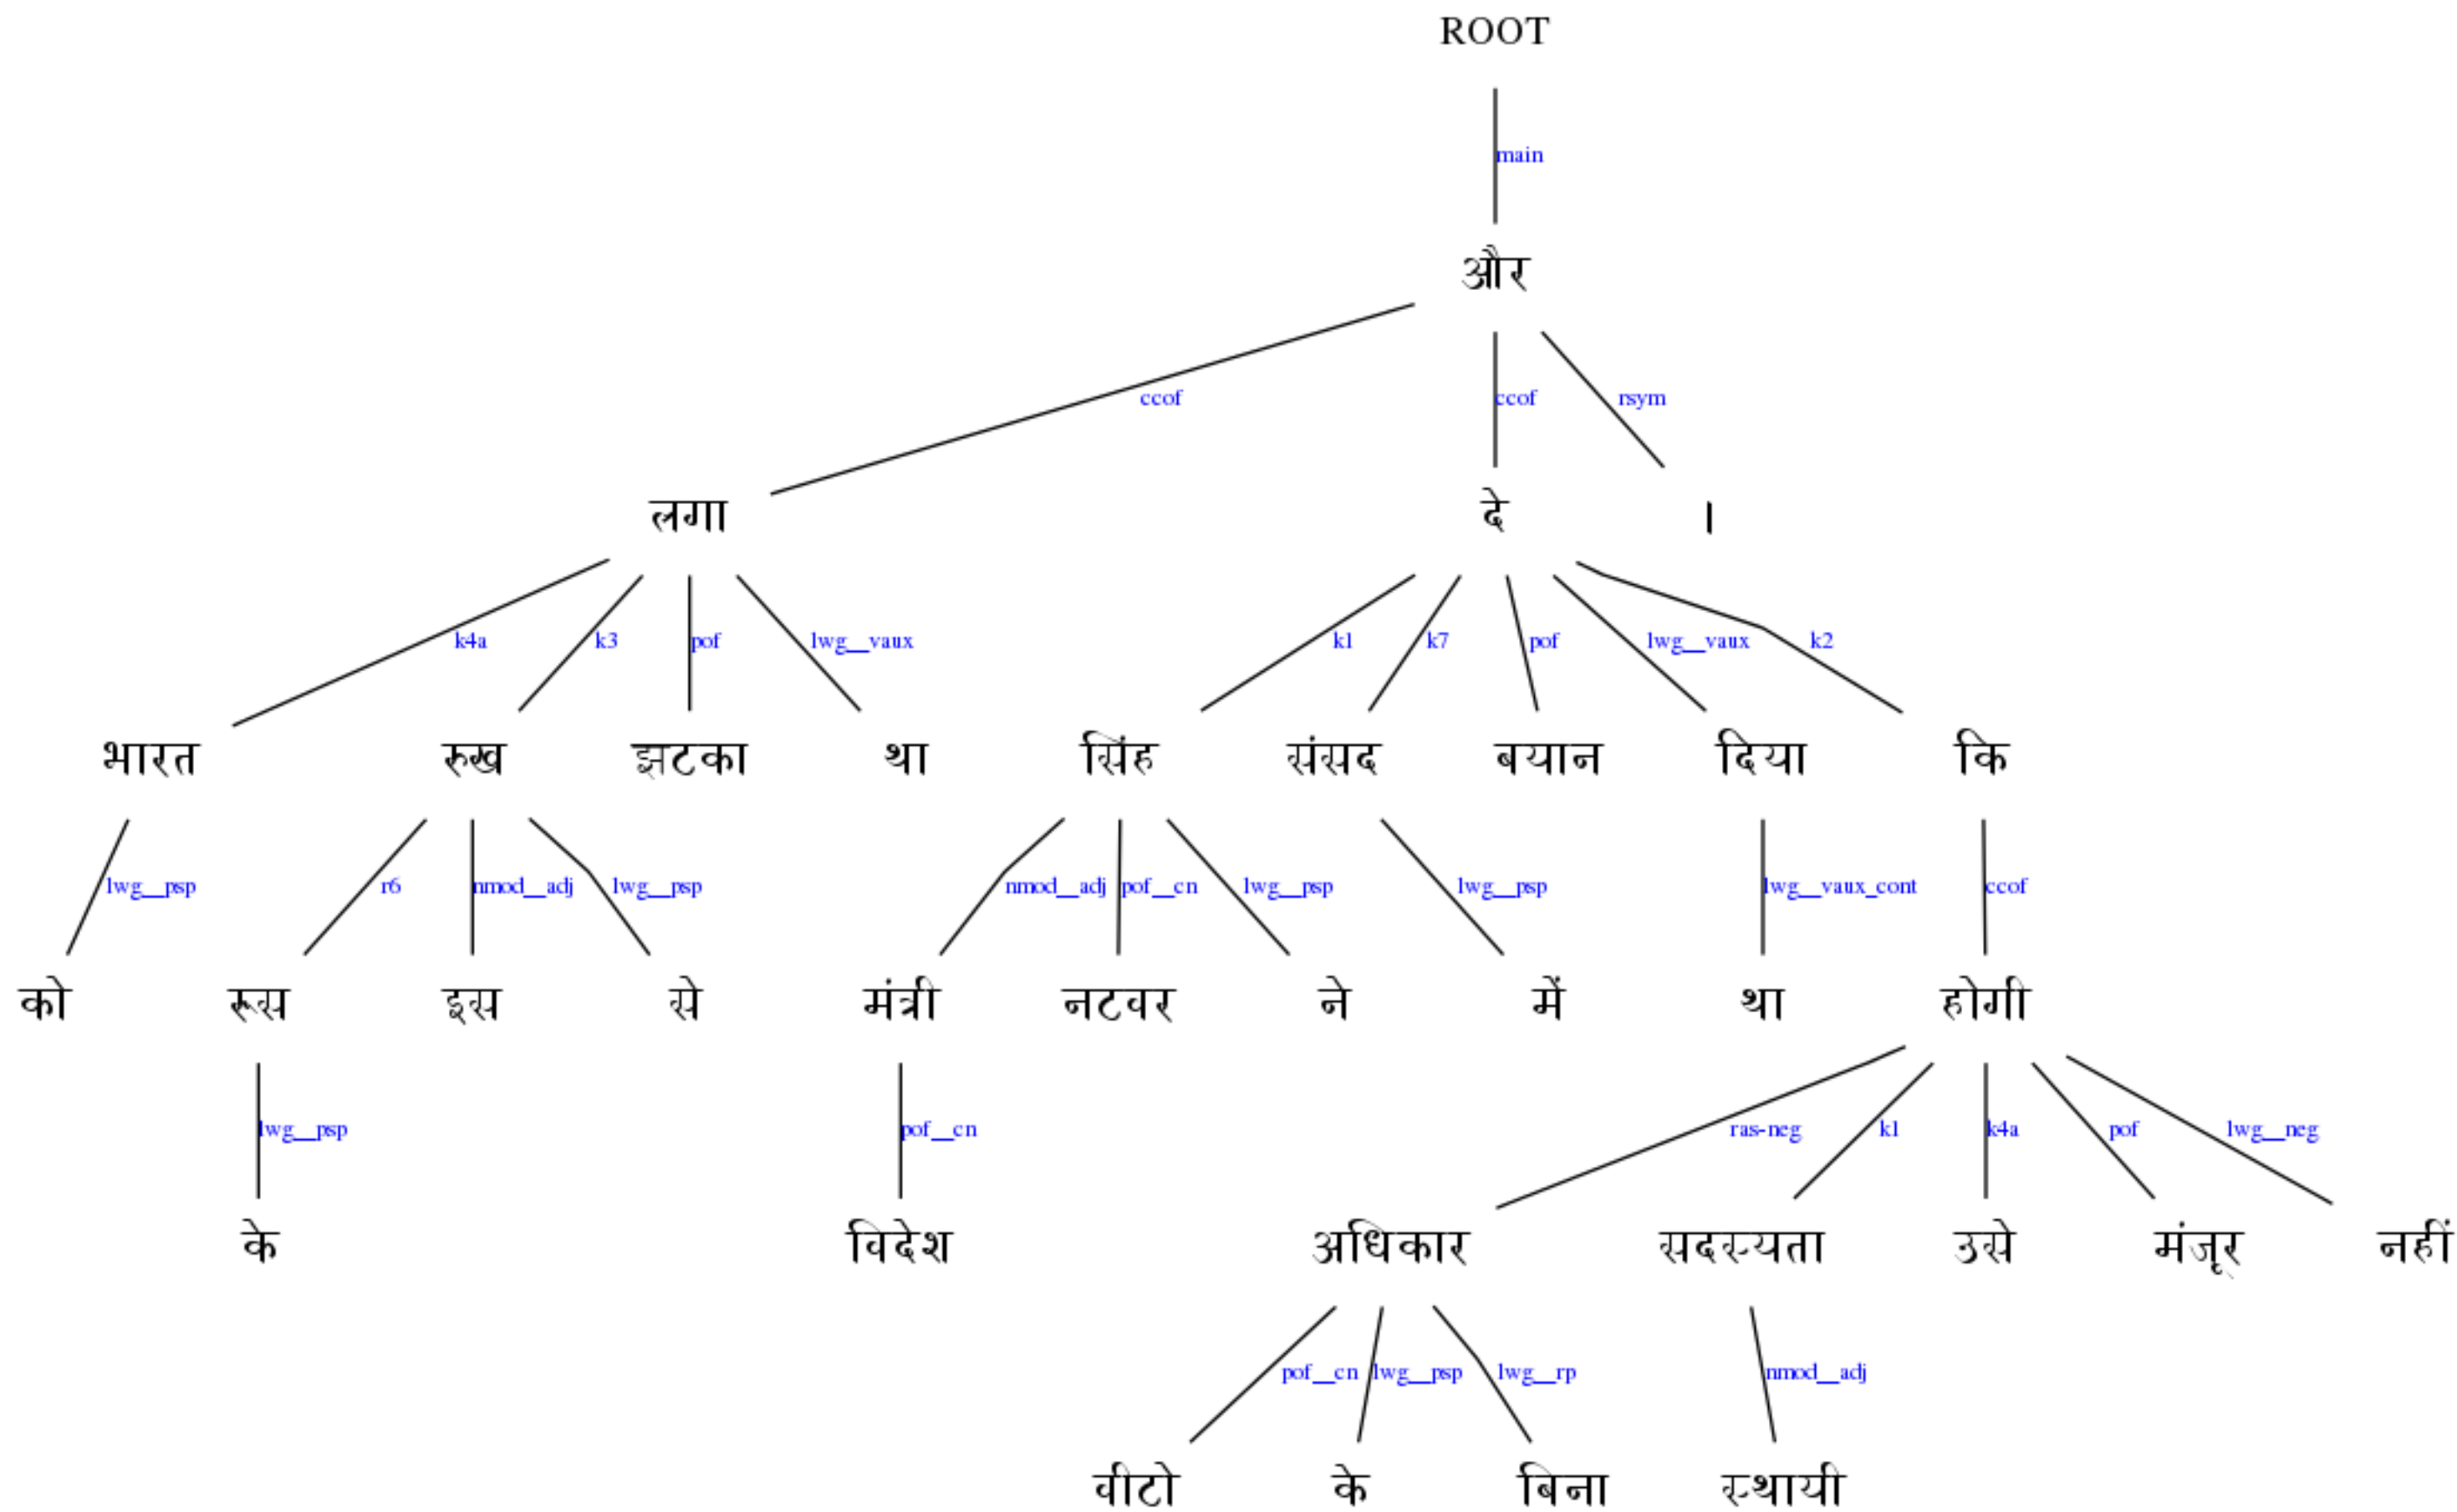 ROOT
main
और
ccof ccof rsym
लगा दे ।
k4a k3 pof lwg__vaux k1 k7 pof lwg__vaux k2
भारत रुख झटका था सिंह संसद बयान दिया कि
lwg__psp r6 nmod__adj lwg__psp nmod__adj pof__cn lwg__psp lwg__psp lwg__vaux_cont ccof
को रूस इस से मंत्री नटवर ने में था होगी
lwg__psp pof__cn ras-neg k1 k4a pof lwg__neg
के विदेश अधिकार सदस्यता उसे मंजूर नहीं
pof__cn lwg__psp lwg__rp nmod__adj
वीटो के बिना स्थायी